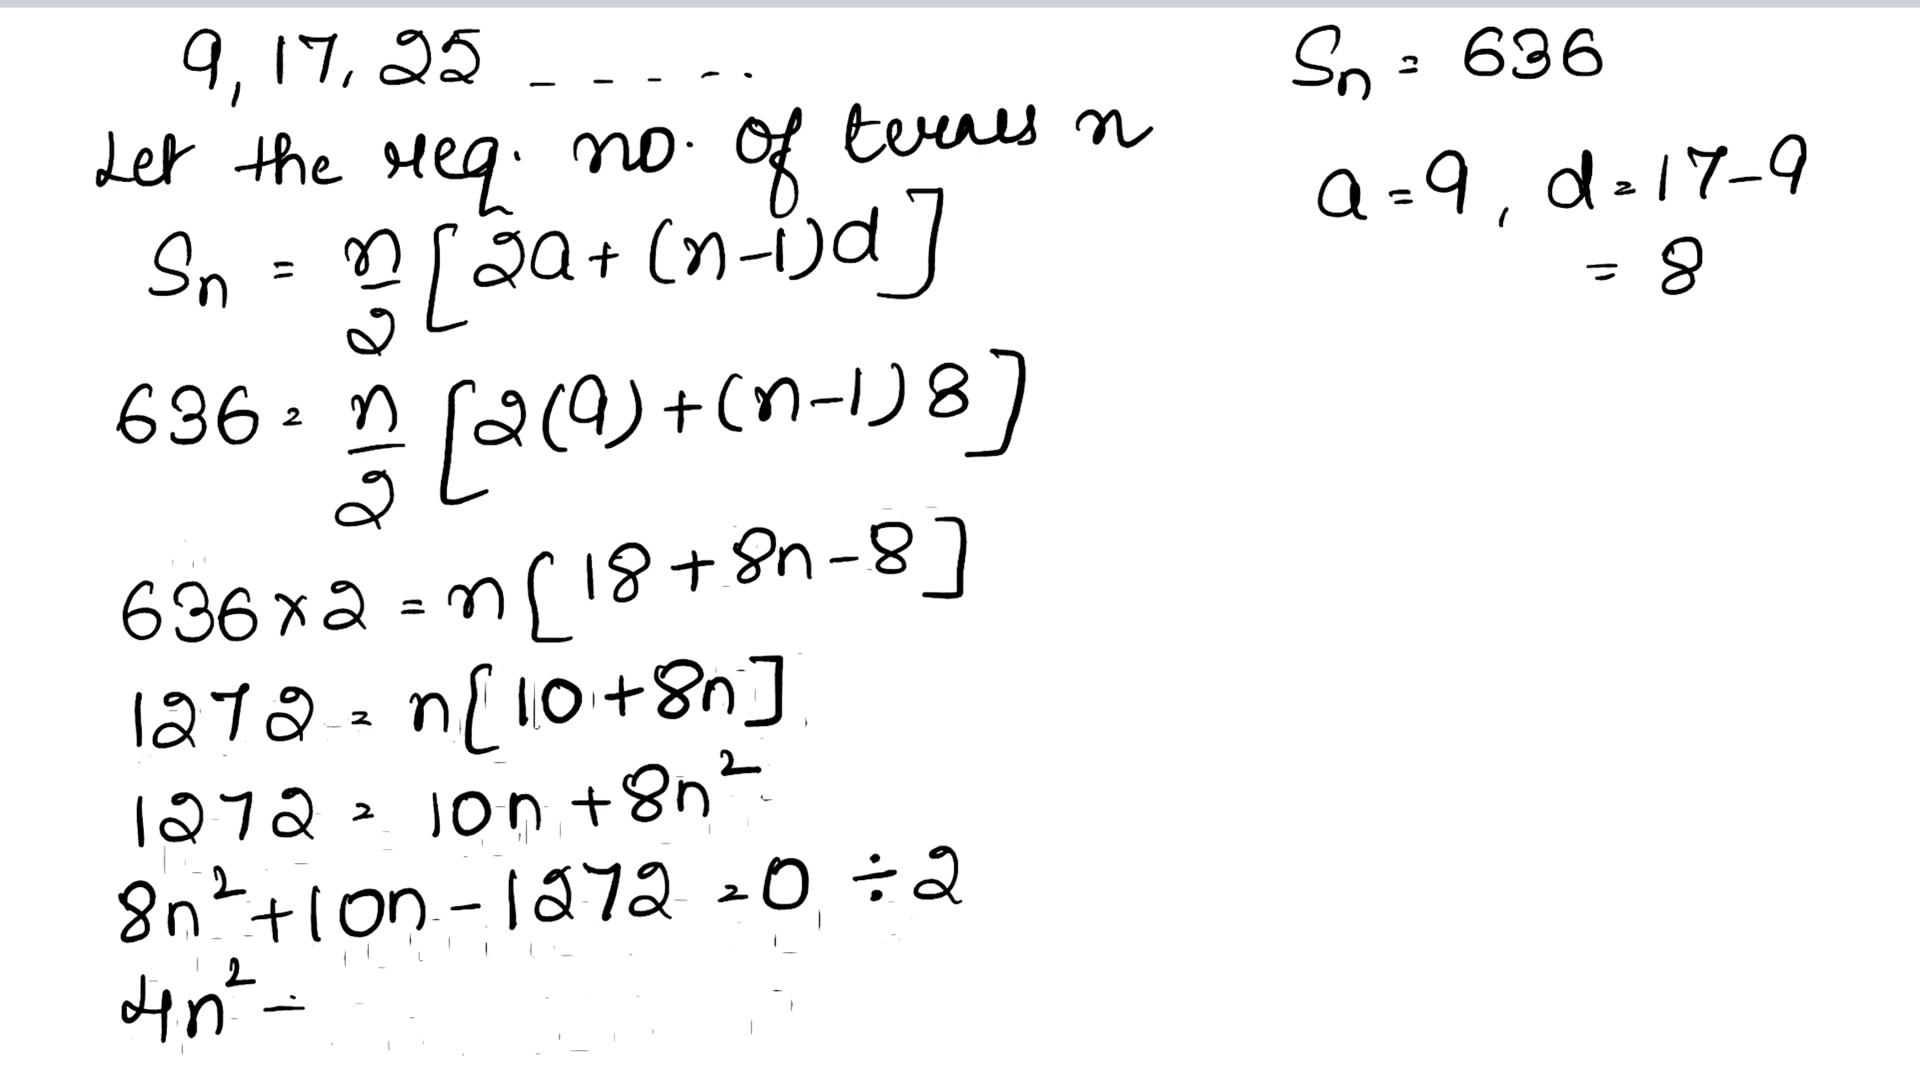 9, 17, 25 - - - - .
Let the req. no. of terms n
Sn = n/2 [2a + (n-1)d]
636 = n/2 [2(9) + (n-1) 8]
636 × 2 = n [18 + 8n - 8]
1272 = n [10 + 8n]
1272 = 10n + 8n²
8n² + 10n - 1272 = 0 ÷ 2
4n² -
Sn = 636
a = 9, d = 17 - 9
= 8